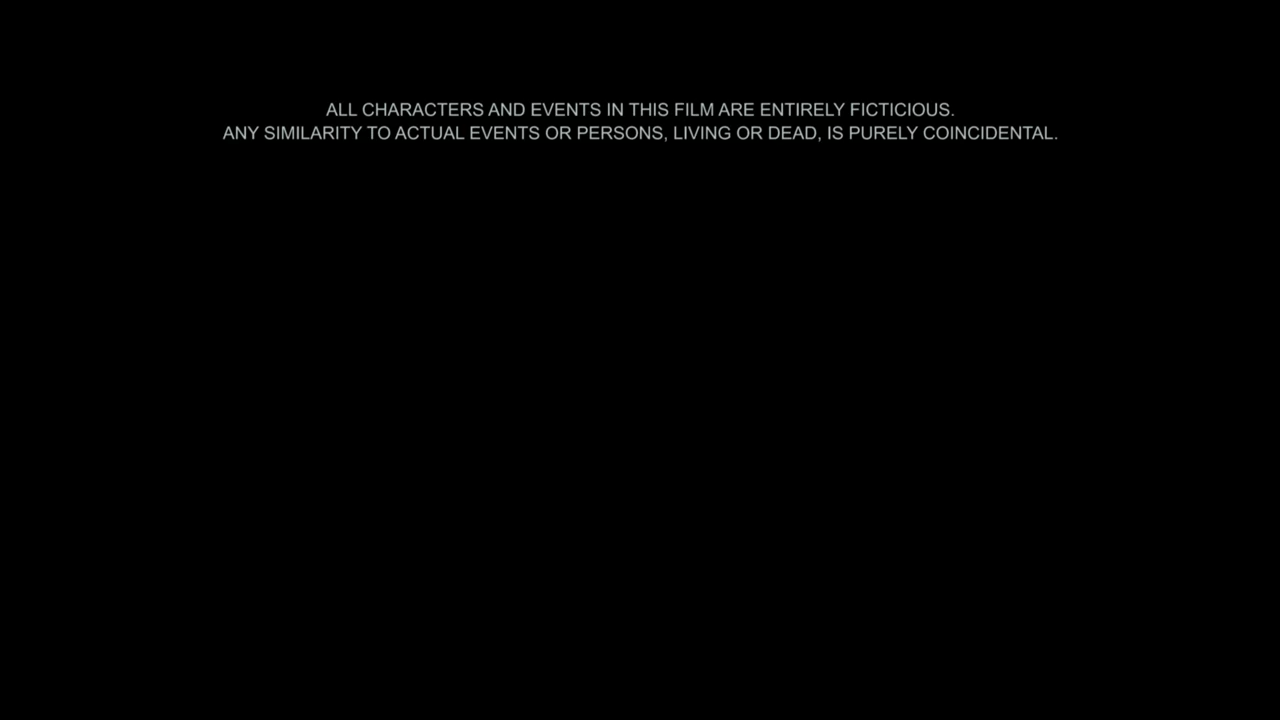 ALL CHARACTERS AND EVENTS IN THIS FILM ARE ENTIRELY FICTICIOUS.
ANY SIMILARITY TO ACTUAL EVENTS OR PERSONS, LIVING OR DEAD, IS PURELY COINCIDENTAL.